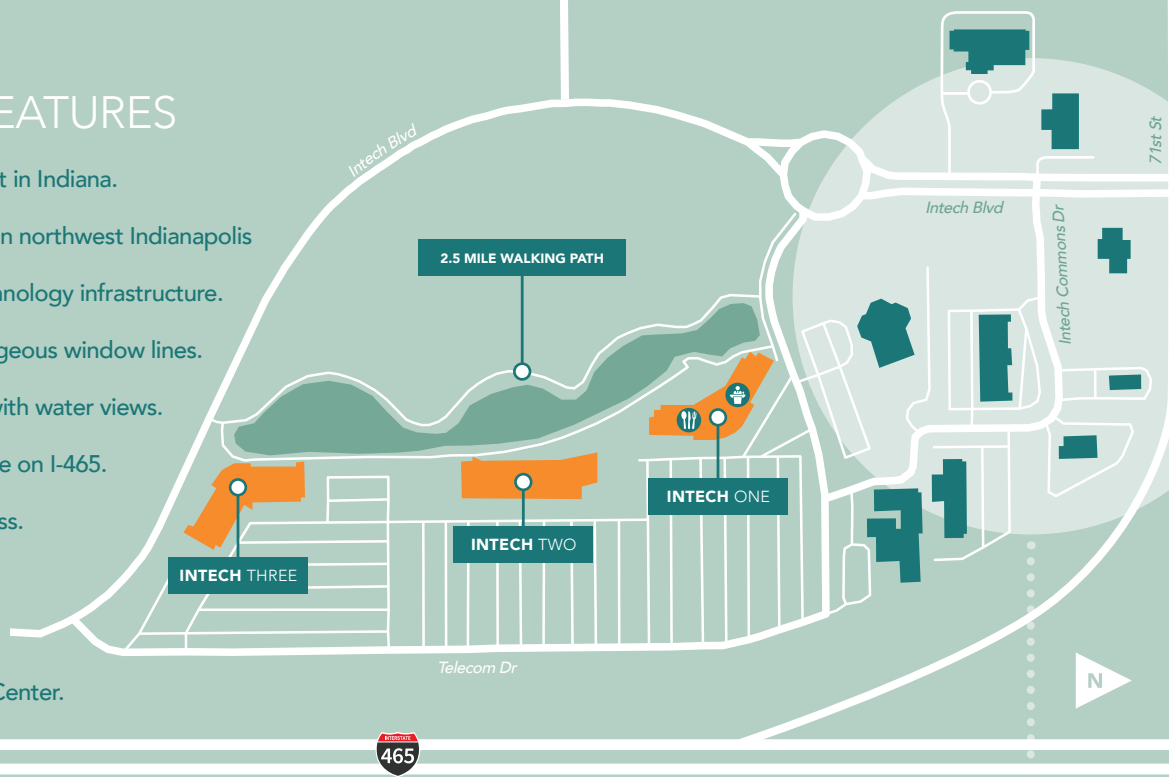 EATURES
t in Indiana.
n northwest Indianapolis
nology infrastructure.
geous window lines.
with water views.
e on I-465.
ss.
Center.
Intech Blvd
2.5 MILE WALKING PATH
71st St
Intech Blvd
Intech Commons Dr
INTECH ONE
INTECH TWO
INTECH THREE
Telecom Dr
N
INTERSTATE
465